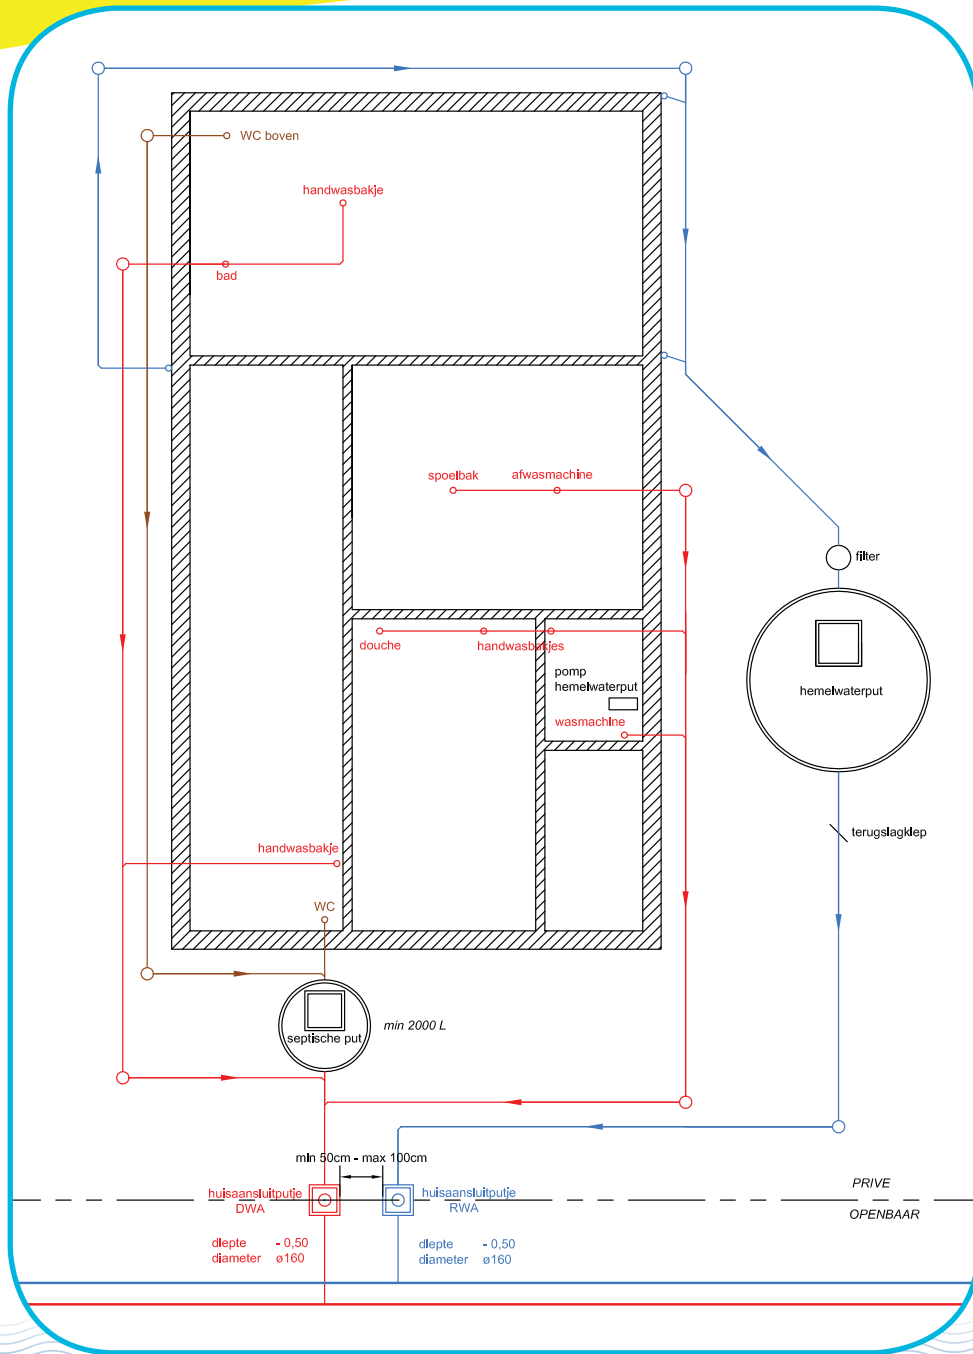 WC boven
handwasbakje
bad
spoelbak
afwasmachine
filter
douche
handwasbakjes
pomp
hemelwaterput
hemelwaterput
wasmachine
terugslagklep
handwasbakje
WC
min 2000 L
septische put
min 50cm - max 100cm
PRIVE
huisaansluitputje
DWA
huisaansluitputje
RWA
OPENBAAR
diepte - 0,50
diameter ø160
diepte - 0,50
diameter ø160